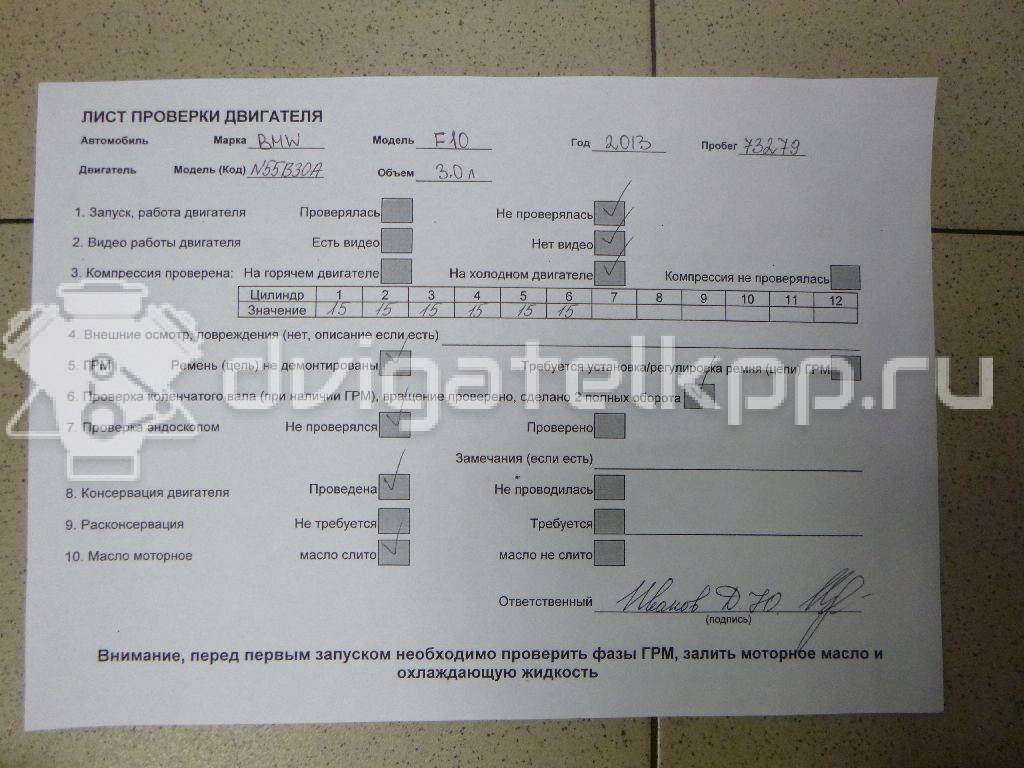 ЛИСТ ПРОВЕРКИ ДВИГАТЕЛЯ
Автомобиль Марка BMW Модель F10 Год 2013 Пробег 73279
Двигатель Модель (Код) N55B30A Объем 3.0 л
1. Запуск, работа двигателя Проверялась Не проверялась
2. Видео работы двигателя Есть видео Нет видео
3. Компрессия проверена: На горячем двигателе На холодном двигателе Компрессия не проверялась
Цилиндр 1 2 3 4 5 6 7 8 9 10 11 12
Значение 15 15 15 15 15 15
4. Внешний осмотр, повреждения (нет, описание если есть)
5. ГРМ Ремень (цепь) не демонтированы Требуется установка/регулировка ремня (цепи) ГРМ
dvigatelkpp.ru
6. Проверка коленчатого вала (при наличии ГРМ), вращение проверено, сделано 2 полных оборота
7. Проверка эндоскопом Не проверялся Проверено
Замечания (если есть)
8. Консервация двигателя Проведена Не проводилась
9. Расконсервация Не требуется Требуется
10. Масло моторное масло слито масло не слито
Ответственный Иванов Д.Ю.
(подпись)
Внимание, перед первым запуском необходимо проверить фазы ГРМ, залить моторное масло и
охлаждающую жидкость